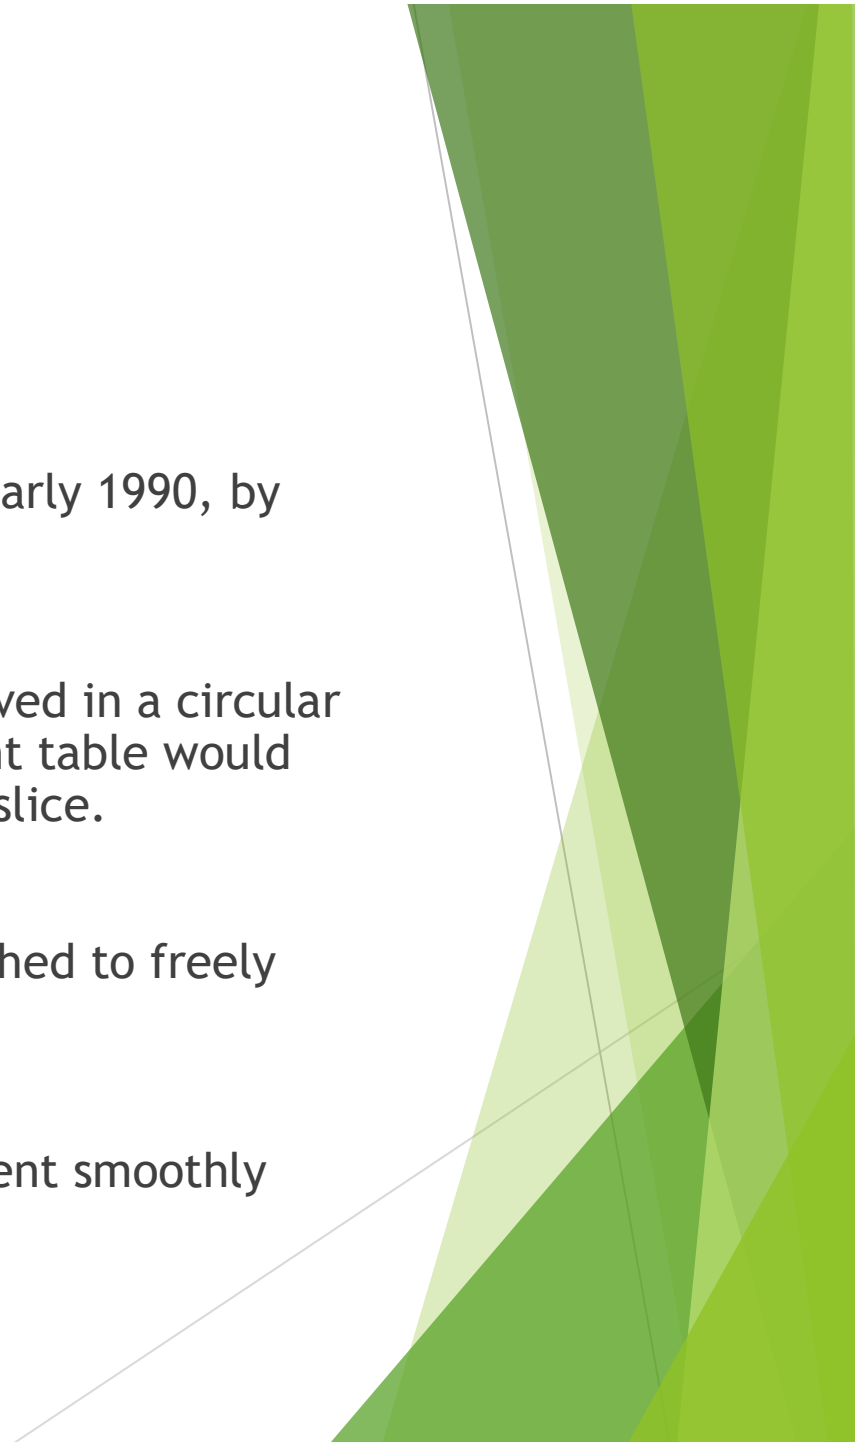 arly 1990, by
ved in a circular
t table would
slice.
hed to freely
ent smoothly